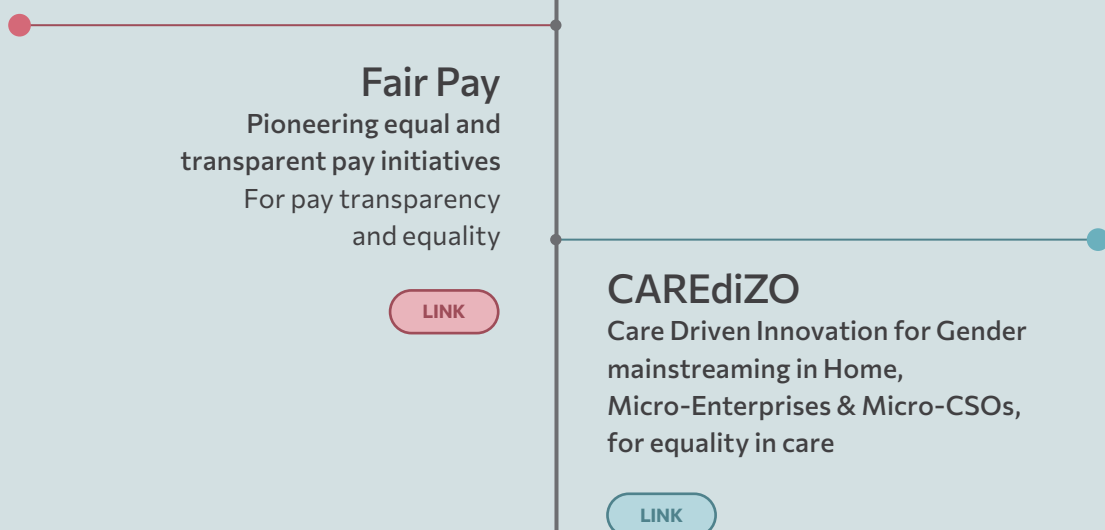 Fair Pay
Pioneering equal and
transparent pay initiatives
For pay transparency
and equality
LINK
CAREdiZO
Care Driven Innovation for Gender
mainstreaming in Home,
Micro-Enterprises & Micro-CSOs,
for equality in care
LINK